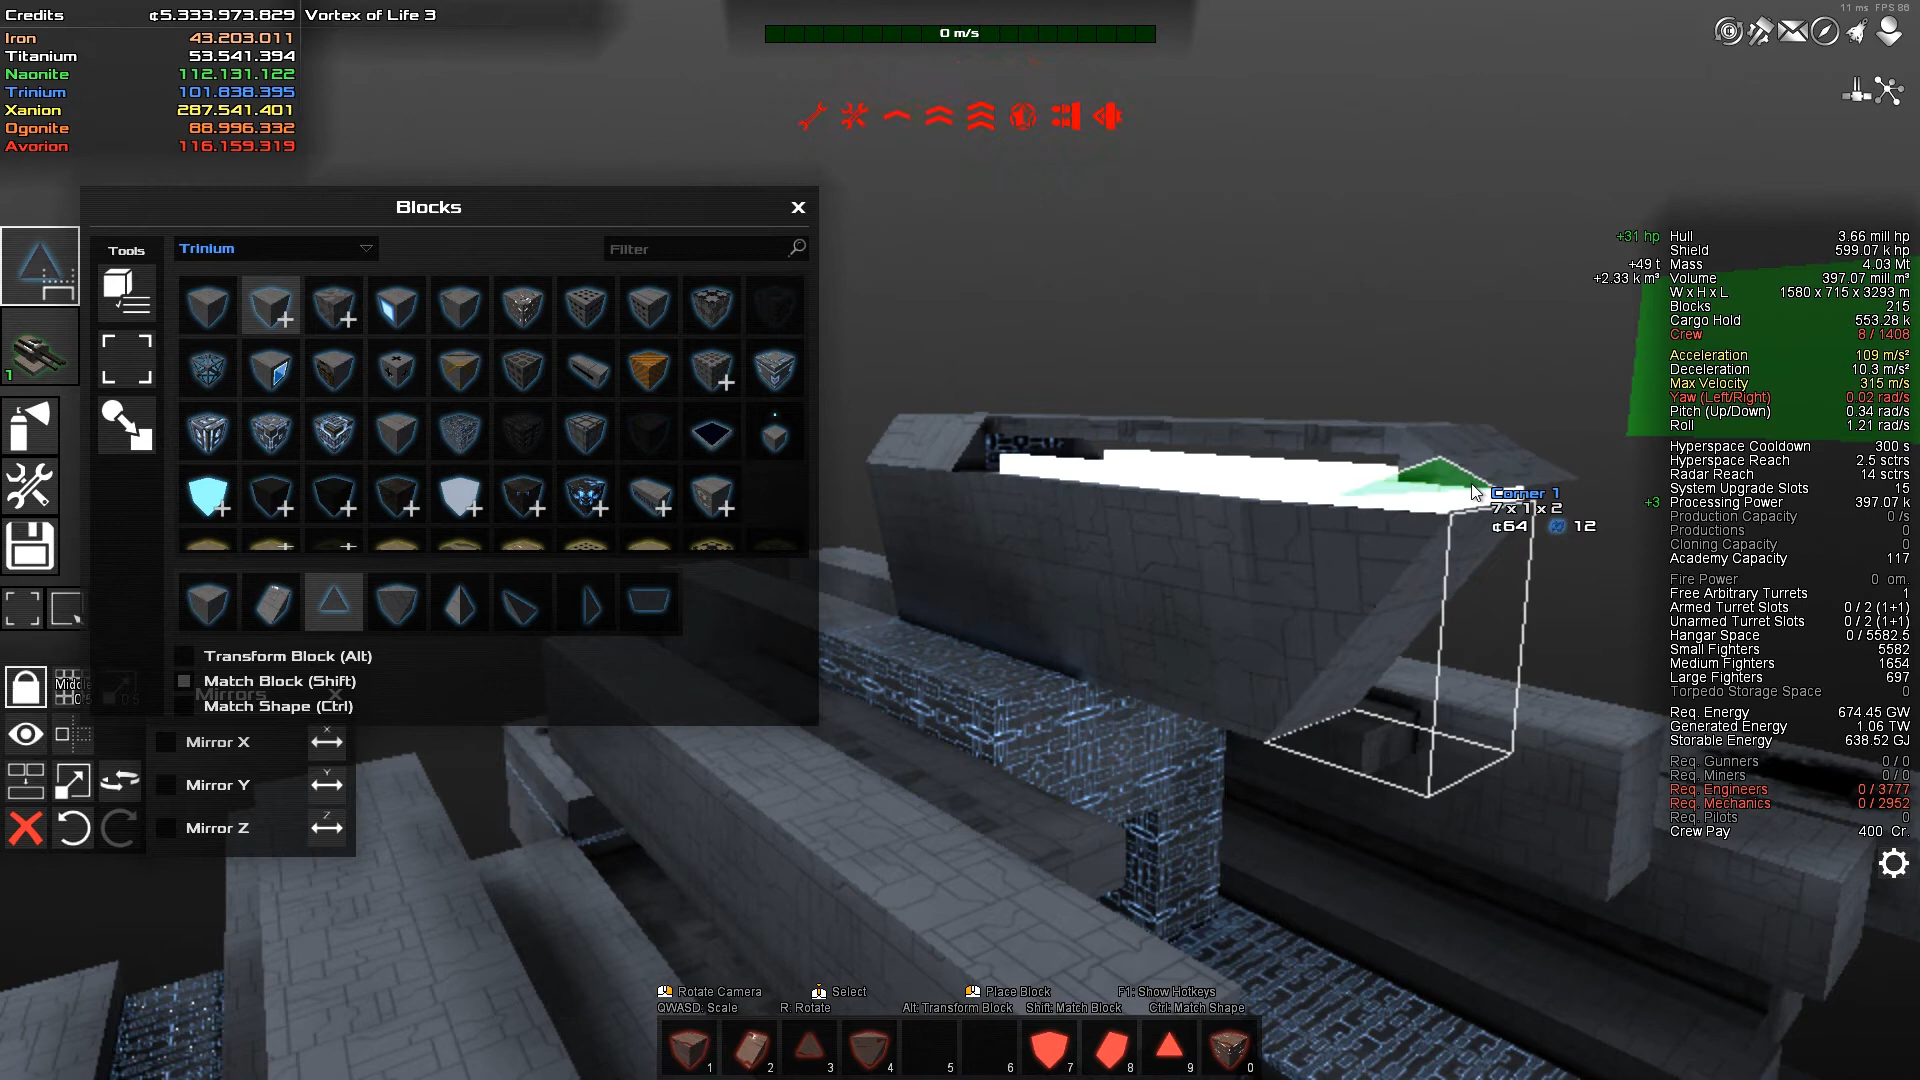 Credits ¢5.333.973.829 Vortex of Life 3
Iron 43.203.011
Titanium 53.541.394
Naonite 112.131.122
Trinium 101.838.395
Xanion 287.541.401
Ogonite 88.996.332
Avorion 116.159.319
0 m/s
11 ms FPS 86
Blocks X
Tools
Trinium
Filter
1
Transform Block (Alt)
Match Block (Shift)
Match Shape (Ctrl)
Mirrors X
Mirror X X
Mirror Y Y
Mirror Z Z
Corner 1
7 x 1 x 2
¢64 12
+31 hp Hull 3.66 mill hp
Shield 599.07 k hp
+49 t Mass 4.03 Mt
+2.33 k m³ Volume 397.07 mill m³
W x H x L 1580 x 715 x 3293 m
Blocks 215
Cargo Hold 553.28 k
Crew 8 / 1408
Acceleration 109 m/s²
Deceleration 10.3 m/s²
Max Velocity 315 m/s
Yaw (Left/Right) 0.02 rad/s
Pitch (Up/Down) 0.34 rad/s
Roll 1.21 rad/s
Hyperspace Cooldown 300 s
Hyperspace Reach 2.5 sctrs
Radar Reach 14 sctrs
System Upgrade Slots 15
+3 Processing Power 397.07 k
Production Capacity 0 /s
Productions 0
Cloning Capacity 0
Academy Capacity 117
Fire Power 0 om.
Free Arbitrary Turrets 1
Armed Turret Slots 0 / 2 (1+1)
Unarmed Turret Slots 0 / 2 (1+1)
Hangar Space 0 / 5582.5
Small Fighters 5582
Medium Fighters 1654
Large Fighters 697
Torpedo Storage Space 0
Req. Energy 674.45 GW
Generated Energy 1.06 TW
Storable Energy 638.52 GJ
Req. Gunners 0 / 0
Req. Miners 0 / 0
Req. Engineers 0 / 3777
Req. Mechanics 0 / 2952
Req. Pilots 0
Crew Pay 400 Cr.
Rotate Camera Select Place Block F1: Show Hotkeys
QWASD: Scale R: Rotate Alt: Transform Block Shift: Match Block Ctrl: Match Shape
1 2 3 4 5 6 7 8 9 0